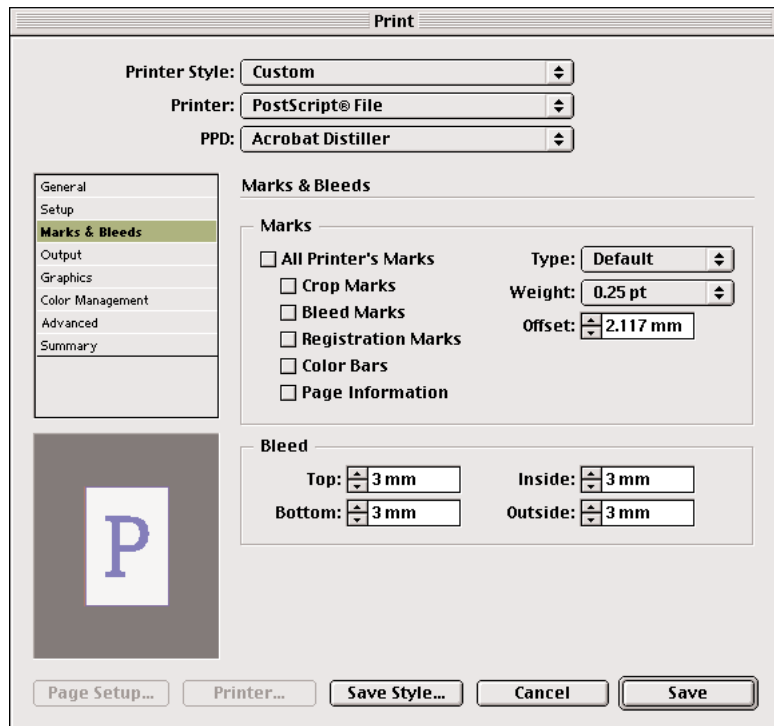 Print
Printer Style: Custom
Printer: PostScript® File
PPD: Acrobat Distiller
General
Setup
Marks & Bleeds
Output
Graphics
Color Management
Advanced
Summary
Marks & Bleeds
Marks
All Printer's Marks
Crop Marks
Bleed Marks
Registration Marks
Color Bars
Page Information
Type: Default
Weight: 0.25 pt
Offset: 2.117 mm
Bleed
Top: 3 mm
Bottom: 3 mm
Inside: 3 mm
Outside: 3 mm
P
Page Setup...
Printer...
Save Style...
Cancel
Save